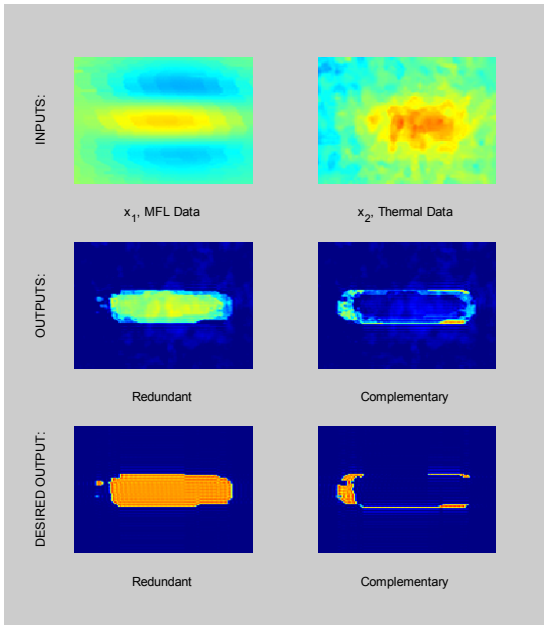 INPUTS:
x1, MFL Data
x2, Thermal Data
OUTPUTS:
Redundant
Complementary
DESIRED OUTPUT:
Redundant
Complementary